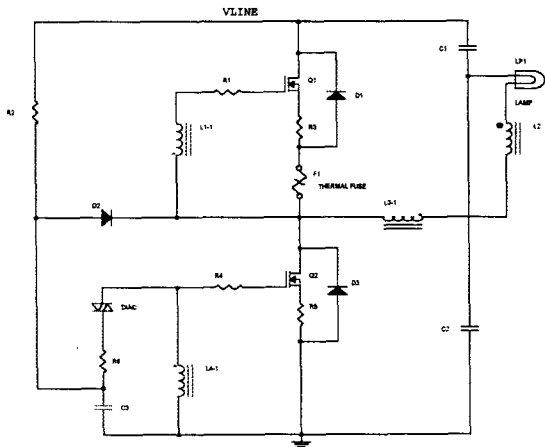 VLINE
C1
LP1
LAMP
R1
Q1
D1
R2
L1-1
R3
L2
F1
THERMAL FUSE
D2
L3-1
R4
Q2
D3
DIAC
R5
C2
R6
L4-1
C3